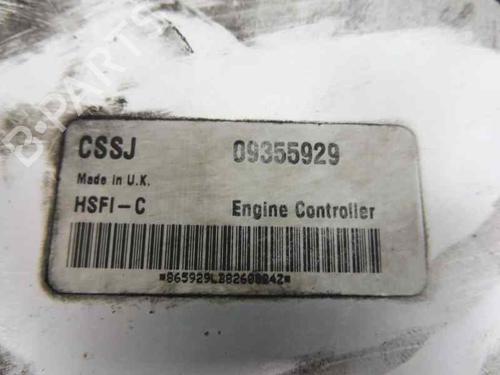 B-PARTS
CSSJ 09355929
Made in U.K.
HSFI-C Engine Controller